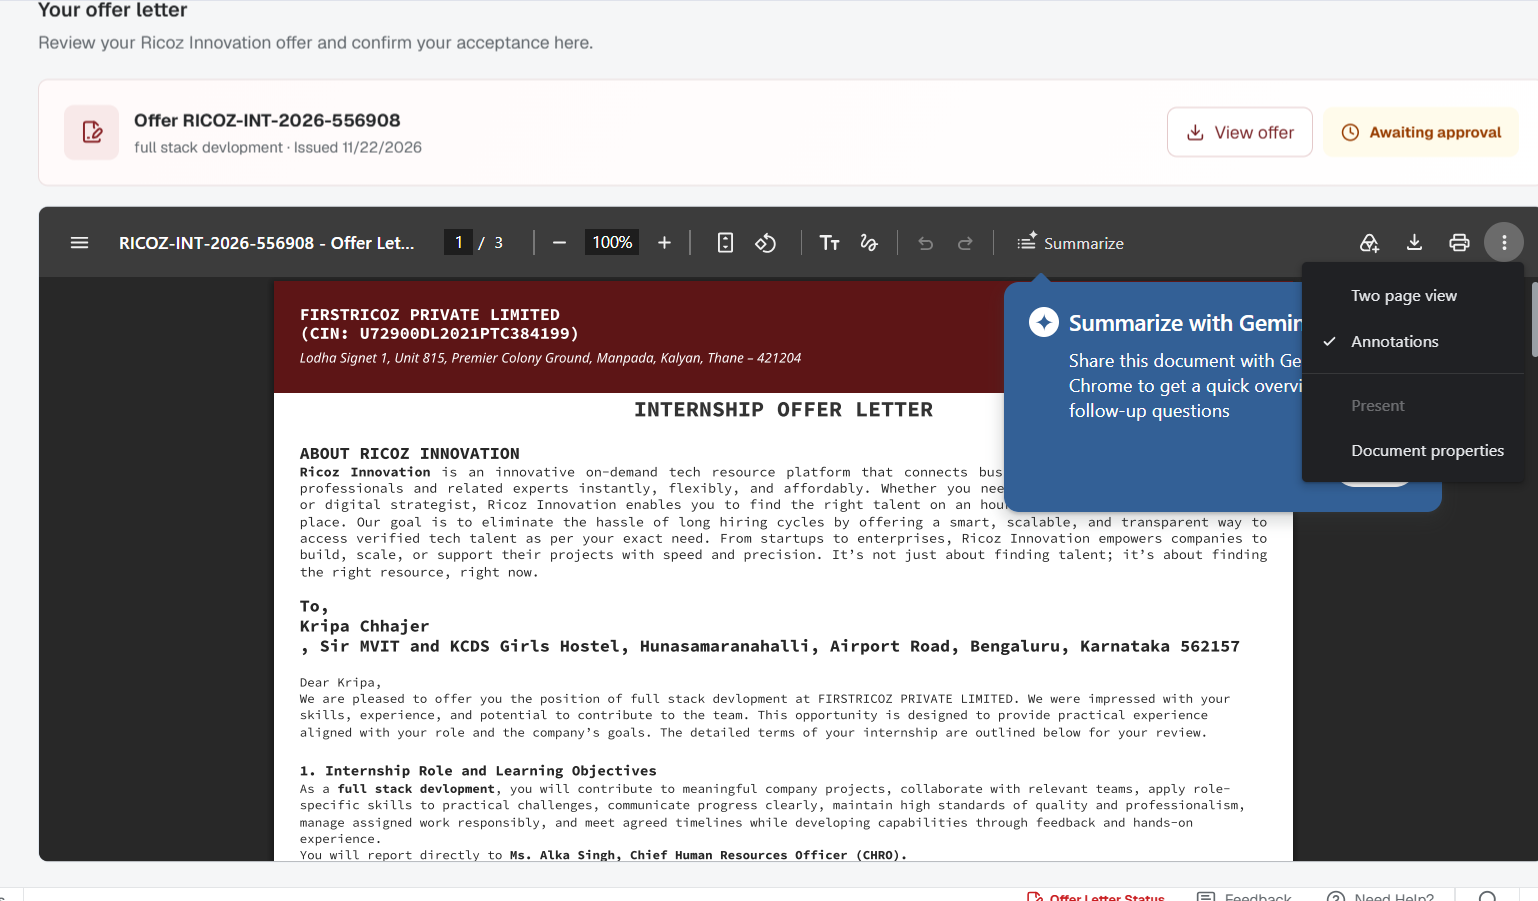 Your offer letter
Review your Ricoz Innovation offer and confirm your acceptance here.
Offer RICOZ-INT-2026-556908
full stack devlopment · Issued 11/22/2026
View offer
Awaiting approval
RICOZ-INT-2026-556908 - Offer Let...
1 / 3
100%
Summarize
Two page view
Annotations
Present
Document properties
Summarize with Gemin
Share this document with Ge
Chrome to get a quick overvi
follow-up questions
FIRSTRICOZ PRIVATE LIMITED
(CIN: U72900DL2021PTC384199)
Lodha Signet 1, Unit 815, Premier Colony Ground, Manpada, Kalyan, Thane – 421204
INTERNSHIP OFFER LETTER
ABOUT RICOZ INNOVATION
Ricoz Innovation is an innovative on-demand tech resource platform that connects bus
professionals and related experts instantly, flexibly, and affordably. Whether you nee
or digital strategist, Ricoz Innovation enables you to find the right talent on an hou
place. Our goal is to eliminate the hassle of long hiring cycles by offering a smart, scalable, and transparent way to
access verified tech talent as per your exact need. From startups to enterprises, Ricoz Innovation empowers companies to
build, scale, or support their projects with speed and precision. It’s not just about finding talent; it’s about finding
the right resource, right now.
To,
Kripa Chhajer
, Sir MVIT and KCDS Girls Hostel, Hunasamaranahalli, Airport Road, Bengaluru, Karnataka 562157
Dear Kripa,
We are pleased to offer you the position of full stack devlopment at FIRSTRICOZ PRIVATE LIMITED. We were impressed with your
skills, experience, and potential to contribute to the team. This opportunity is designed to provide practical experience
aligned with your role and the company’s goals. The detailed terms of your internship are outlined below for your review.
1. Internship Role and Learning Objectives
As a full stack devlopment, you will contribute to meaningful company projects, collaborate with relevant teams, apply role-
specific skills to practical challenges, communicate progress clearly, maintain high standards of quality and professionalism,
manage assigned work responsibly, and meet agreed timelines while developing capabilities through feedback and hands-on
experience.
You will report directly to Ms. Alka Singh, Chief Human Resources Officer (CHRO).
Offer Letter Status
Feedback
Need Help?